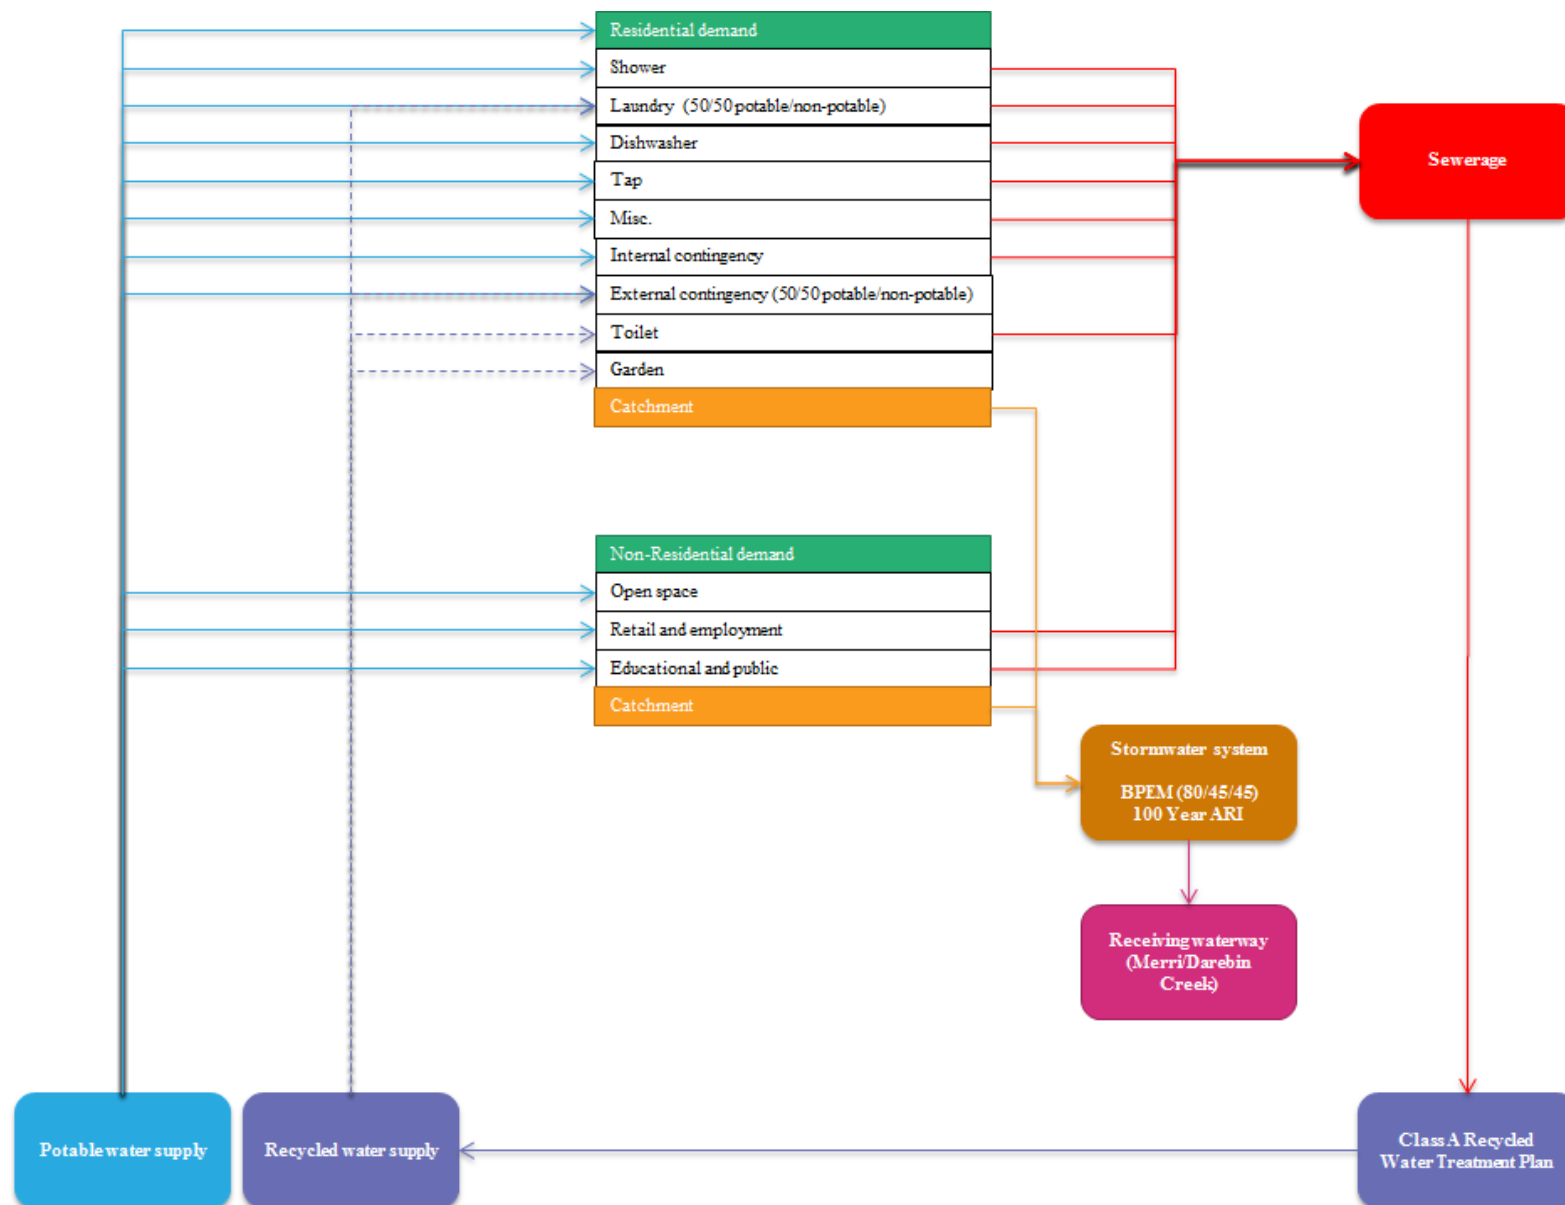 Residential demand
Shower
Laundry (50/50 potable/non-potable)
Dishwasher
Tap
Misc.
Internal contingency
External contingency (50/50 potable/non-potable)
Toilet
Garden
Catchment
Sewerage
Non-Residential demand
Open space
Retail and employment
Educational and public
Catchment
Stormwater system
BPEM (80/45/45)
100 Year ARI
Receiving waterway
(Merri/Darebin
Creek)
Potable water supply
Recycled water supply
Class A Recycled
Water Treatment Plan